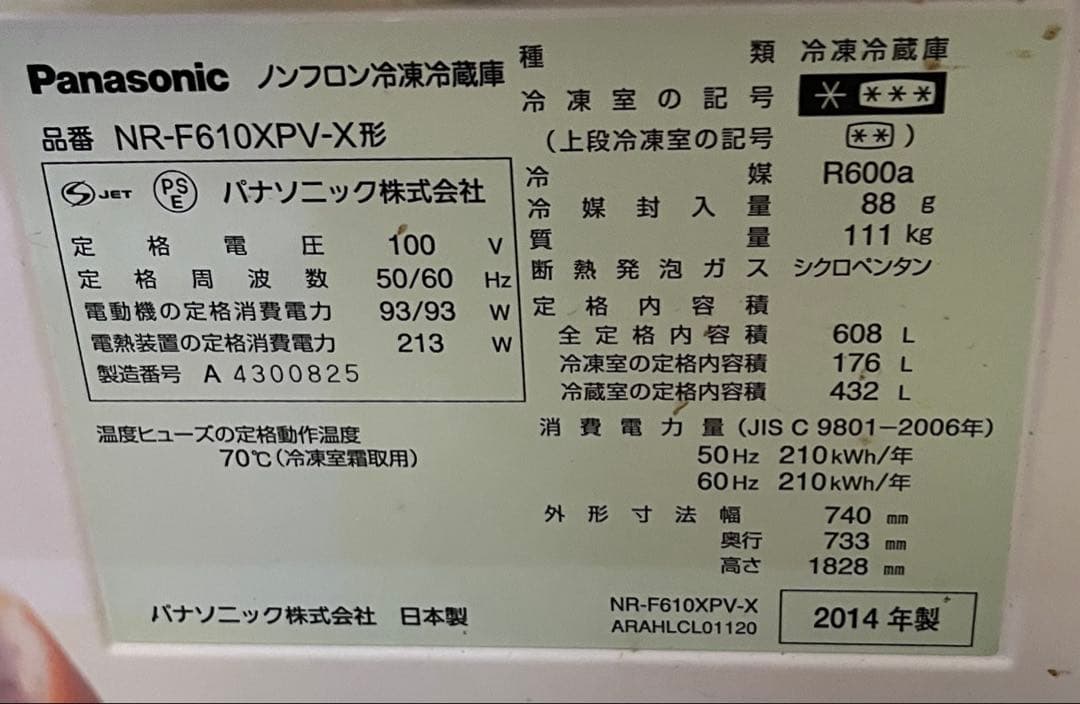 Panasonic ノンフロン冷凍冷蔵庫
品番 NR-F610XPV-X形
JET PSE パナソニック株式会社
定格電圧 100 V
定格周波数 50/60 Hz
電動機の定格消費電力 93/93 W
電熱装置の定格消費電力 213 W
製造番号 A 4300825
温度ヒューズの定格動作温度
70℃(冷凍室霜取用)
種類 冷凍冷蔵庫
冷凍室の記号 * ***
(上段冷凍室の記号 ** )
冷媒 R600a
冷媒封入量 88 g
質量 111 kg
断熱発泡ガス シクロペンタン
定格内容積
全定格内容積 608 L
冷凍室の定格内容積 176 L
冷蔵室の定格内容積 432 L
消費電力量 (JIS C 9801-2006年)
50Hz 210kWh/年
60Hz 210kWh/年
外形寸法幅 740 mm
奥行 733 mm
高さ 1828 mm
パナソニック株式会社 日本製
NR-F610XPV-X
ARAHLCL01120
2014年製